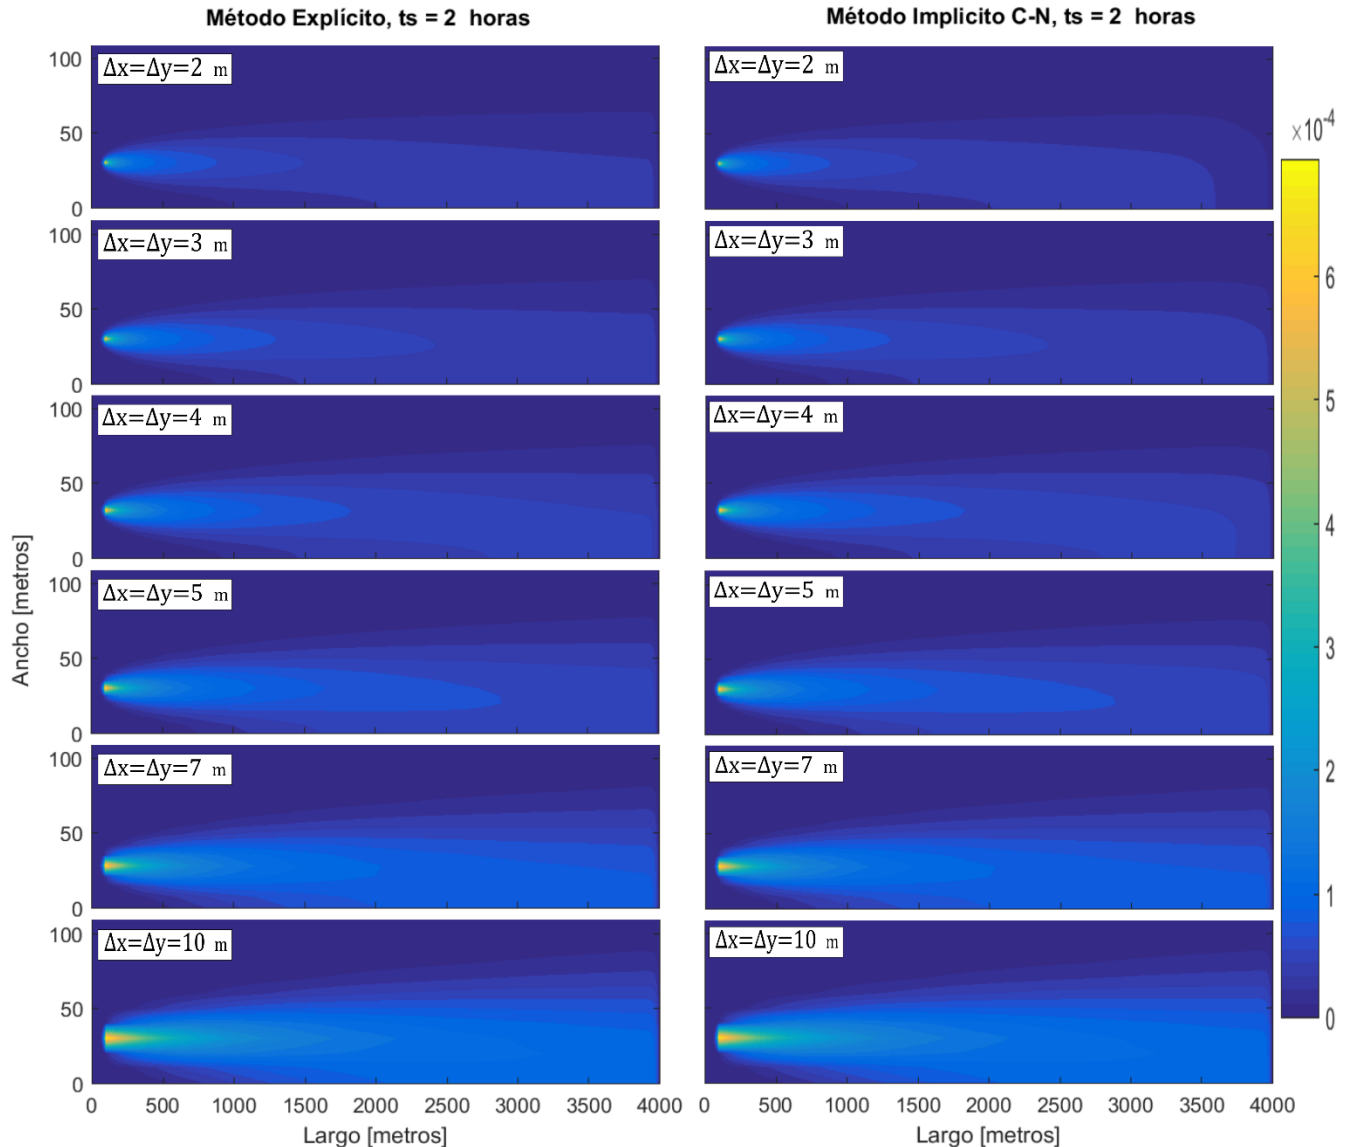 Método Explícito, ts = 2 horas
Método Implicito C-N, ts = 2 horas
Δx=Δy=2 m
Δx=Δy=2 m
100
50
0
×10⁻⁴
Δx=Δy=3 m
Δx=Δy=3 m
100
50
0
Δx=Δy=4 m
Δx=Δy=4 m
100
50
0
Δx=Δy=5 m
Δx=Δy=5 m
100
50
0
Δx=Δy=7 m
Δx=Δy=7 m
100
50
0
Δx=Δy=10 m
Δx=Δy=10 m
100
50
0
Ancho [metros]
0 500 1000 1500 2000 2500 3000 3500 4000
0 500 1000 1500 2000 2500 3000 3500 4000
Largo [metros]
Largo [metros]
6
5
4
3
2
1
0